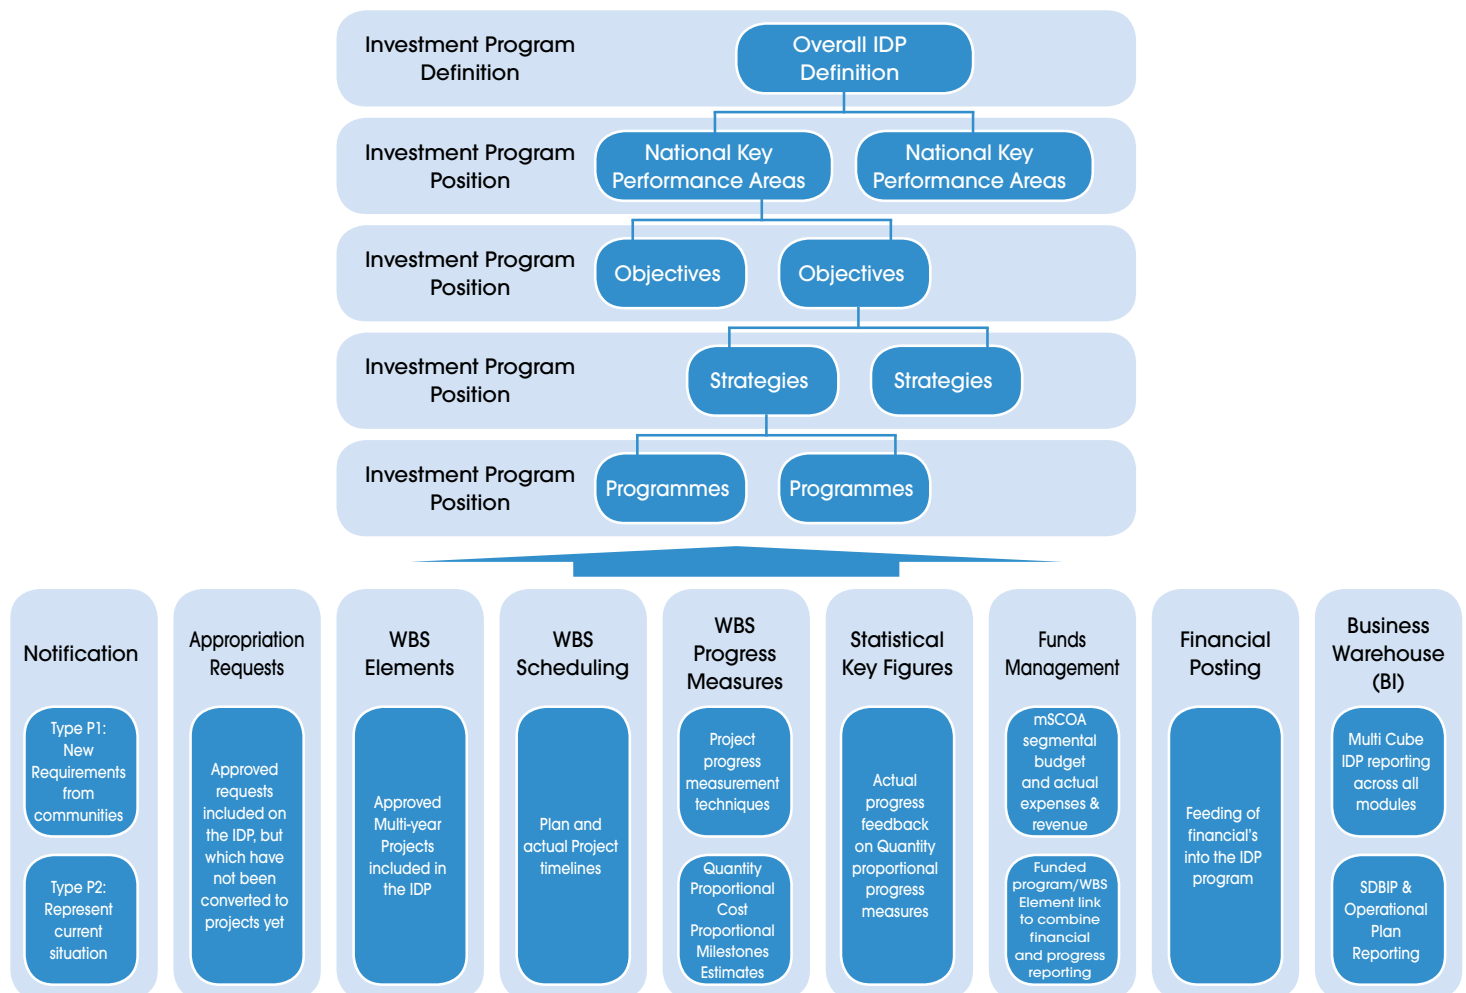 Investment Program
Definition
Overall IDP
Definition
Investment Program
Position
National Key
Performance Areas
National Key
Performance Areas
Investment Program
Position
Objectives
Objectives
Investment Program
Position
Strategies
Strategies
Investment Program
Position
Programmes
Programmes
Notification
Type P1:
New
Requirements
from
communities
Type P2:
Represent
current
situation
Appropriation
Requests
Approved
requests
included on
the IDP, but
which have
not been
converted to
projects yet
WBS
Elements
Approved
Multi-year
Projects
included in
the IDP
WBS
Scheduling
Plan and
actual Project
timelines
WBS
Progress
Measures
Project
progress
measurement
techniques
Quantity
Proportional
Cost
Proportional
Milestones
Estimates
Statistical
Key Figures
Actual
progress
feedback
on Quantity
proportional
progress
measures
Funds
Management
mSCOA
segmental
budget
and actual
expenses &
revenue
Funded
program/WBS
Element link
to combine
financial
and progress
reporting
Financial
Posting
Feeding of
financial's
into the IDP
program
Business
Warehouse
(BI)
Multi Cube
IDP reporting
across all
modules
SDBIP &
Operational
Plan
Reporting